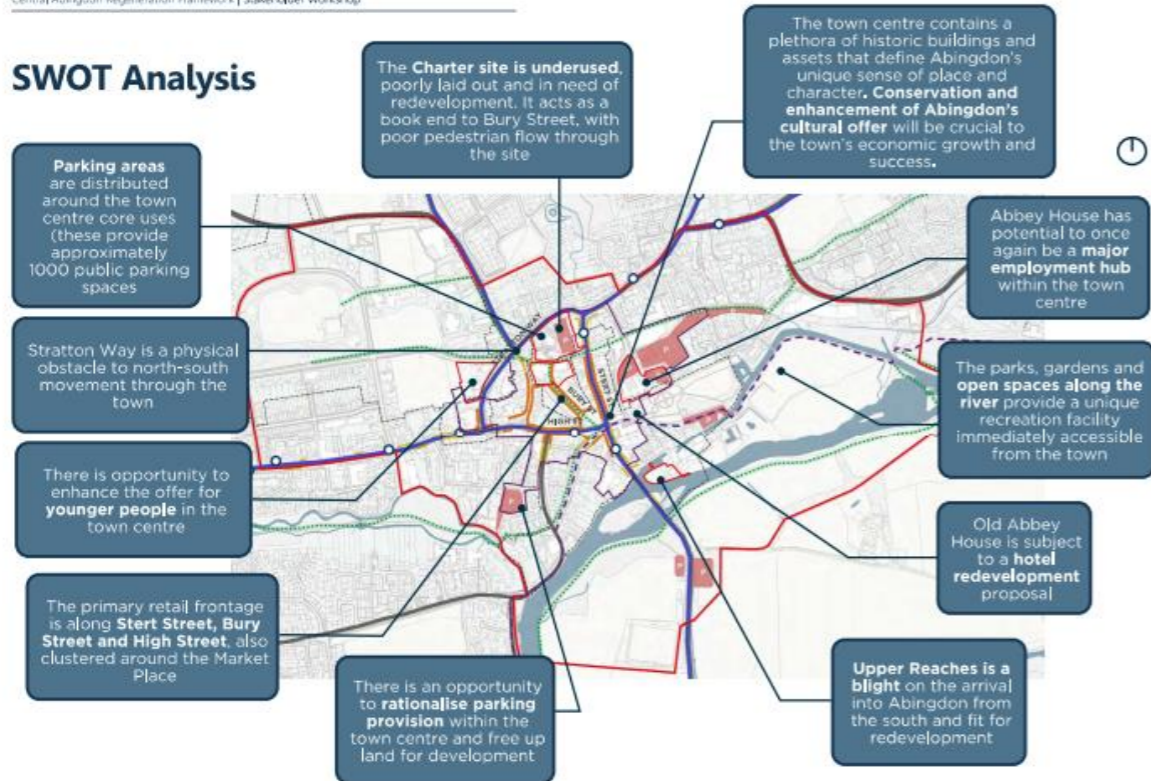 Central Abingdon Regeneration Framework | Stakeholder Workshop
SWOT Analysis
The Charter site is underused,
poorly laid out and in need of
redevelopment. It acts as a
book end to Bury Street, with
poor pedestrian flow through
the site
The town centre contains a
plethora of historic buildings and
assets that define Abingdon's
unique sense of place and
character. Conservation and
enhancement of Abingdon's
cultural offer will be crucial to
the town's economic growth and
success.
Parking areas
are distributed
around the town
centre core uses
(these provide
approximately
1000 public parking
spaces
Abbey House has
potential to once
again be a major
employment hub
within the town
centre
Stratton Way is a physical
obstacle to north-south
movement through the
town
The parks, gardens and
open spaces along the
river provide a unique
recreation facility
immediately accessible
from the town
There is opportunity to
enhance the offer for
younger people in the
town centre
Old Abbey
House is subject
to a hotel
redevelopment
proposal
The primary retail frontage
is along Stert Street, Bury
Street and High Street, also
clustered around the Market
Place
There is an opportunity
to rationalise parking
provision within the
town centre and free up
land for development
Upper Reaches is a
blight on the arrival
into Abingdon from
the south and fit for
redevelopment
BURY ST
HIGH ST